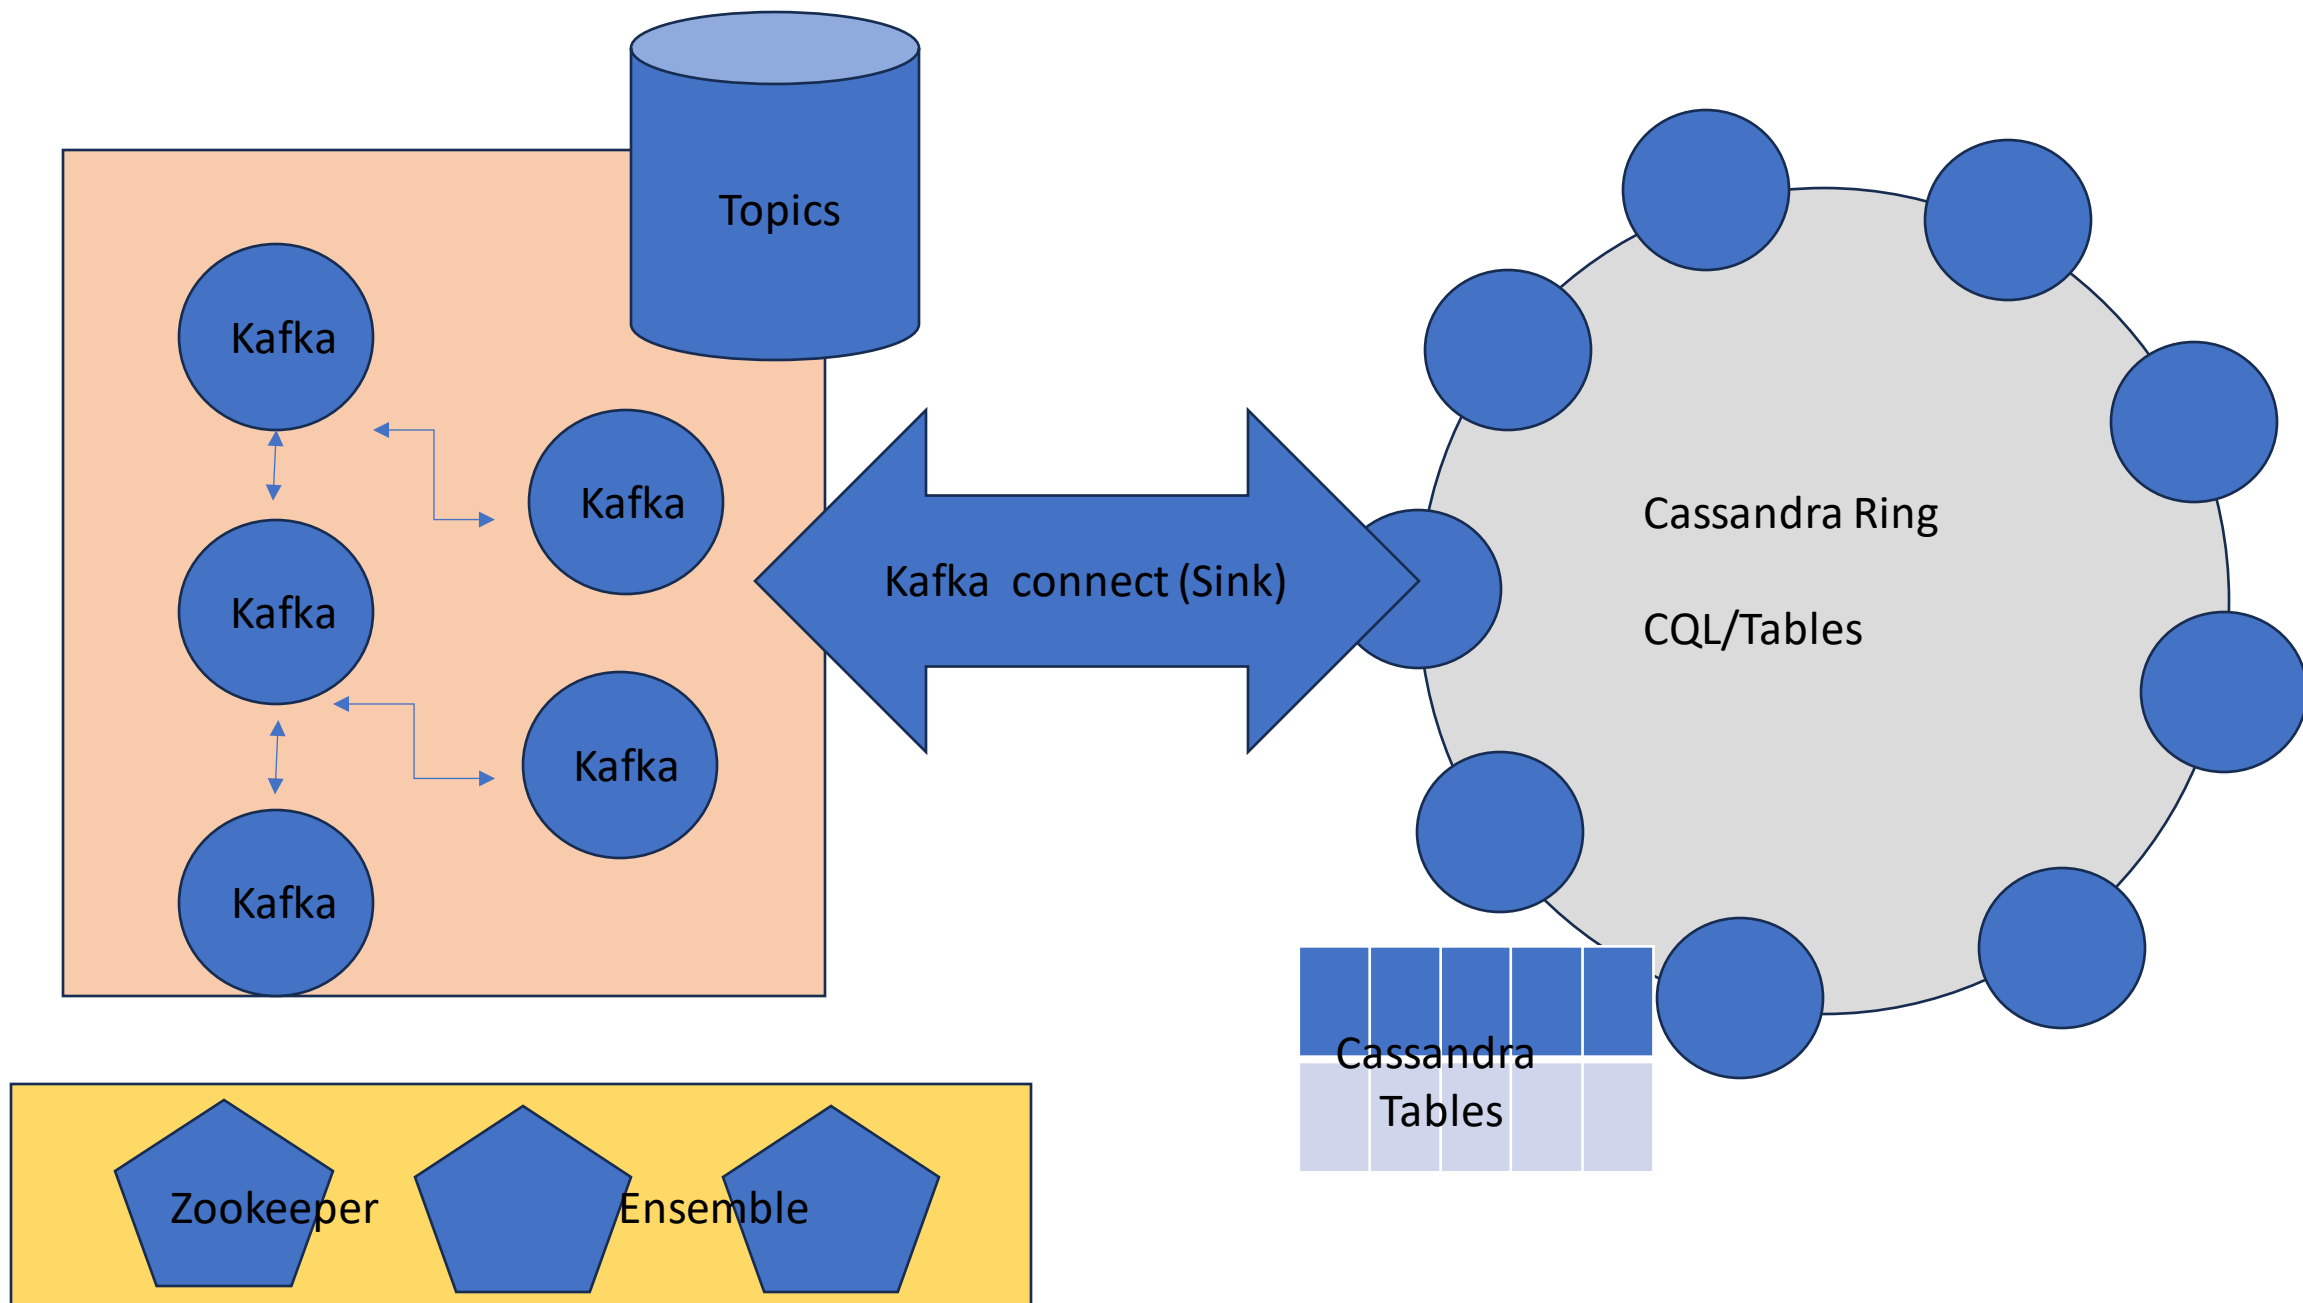 Topics
Kafka
Kafka
Kafka
Kafka
Kafka
Kafka  connect (Sink)
Cassandra Ring
CQL/Tables
Cassandra
Tables
Zookeeper
Ensemble